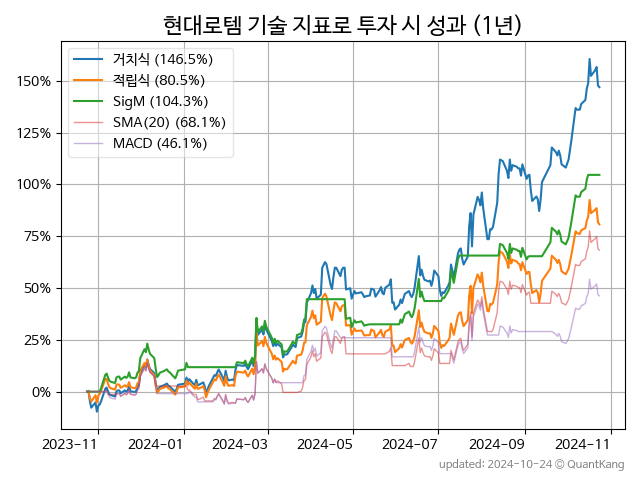 현대로템 기술 지표로 투자 시 성과 (1년)
거치식 (146.5%)
적립식 (80.5%)
SigM (104.3%)
SMA(20) (68.1%)
MACD (46.1%)
150%
125%
100%
75%
50%
25%
0%
2023-11 2024-01 2024-03 2024-05 2024-07 2024-09 2024-11
updated: 2024-10-24 © QuantKang